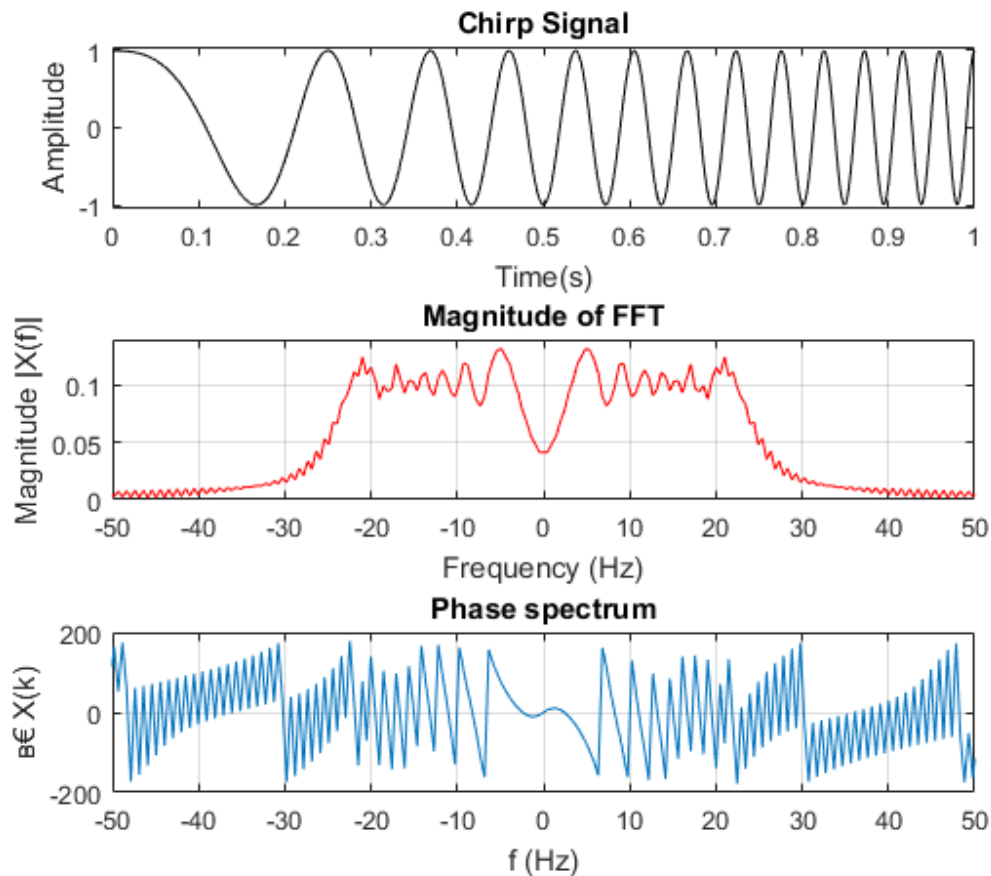 Chirp Signal
Amplitude
1
0
-1
0 0.1 0.2 0.3 0.4 0.5 0.6 0.7 0.8 0.9 1
Time(s)
Magnitude of FFT
Magnitude |X(f)|
0.1
0.05
0
-50 -40 -30 -20 -10 0 10 20 30 40 50
Frequency (Hz)
Phase spectrum
в∈ X(k)
200
0
-200
-50 -40 -30 -20 -10 0 10 20 30 40 50
f (Hz)